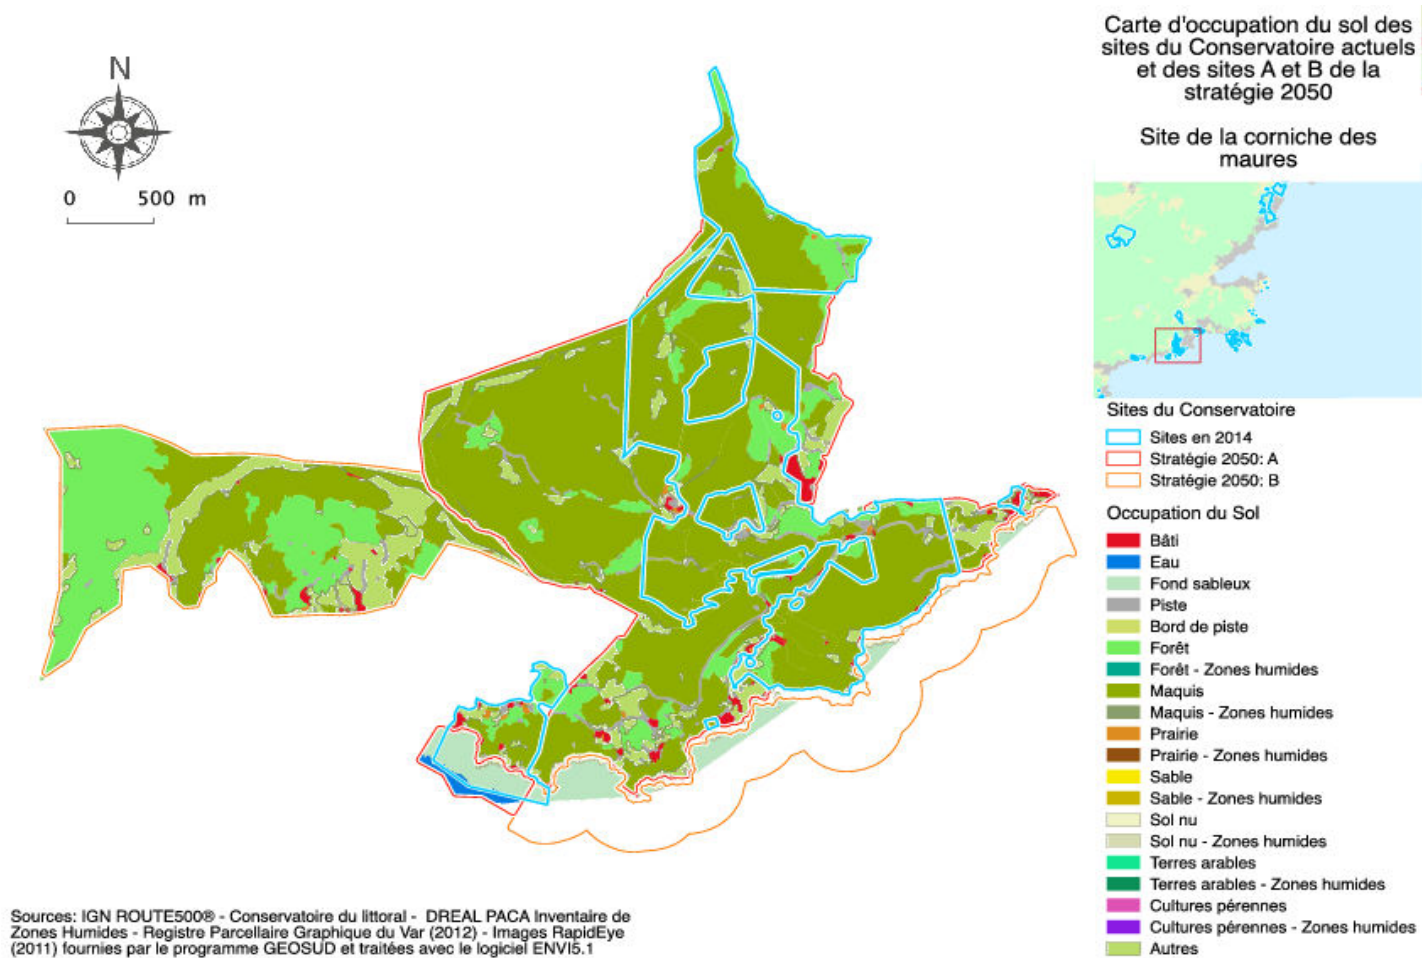 Carte d'occupation du sol des
sites du Conservatoire actuels
et des sites A et B de la
stratégie 2050
Site de la corniche des
maures
N
0 500 m
Sites du Conservatoire
Sites en 2014
Stratégie 2050: A
Stratégie 2050: B
Occupation du Sol
Bâti
Eau
Fond sableux
Piste
Bord de piste
Forêt
Forêt - Zones humides
Maquis
Maquis - Zones humides
Prairie
Prairie - Zones humides
Sable
Sable - Zones humides
Sol nu
Sol nu - Zones humides
Terres arables
Terres arables - Zones humides
Cultures pérennes
Cultures pérennes - Zones humides
Autres
Sources: IGN ROUTE500® - Conservatoire du littoral - DREAL PACA Inventaire de
Zones Humides - Registre Parcellaire Graphique du Var (2012) - Images RapidEye
(2011) fournies par le programme GEOSUD et traitées avec le logiciel ENVI5.1